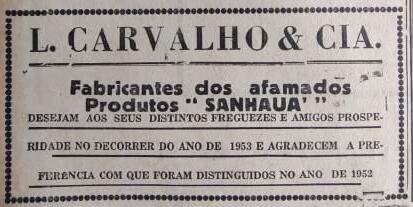 L. CARVALHO & CIA.
Fabricantes dos afamados
Produtos "SANHAUA'"
DESEJAM AOS SEUS DISTINTOS FREGUEZES E AMIGOS PROSPE-
RIDADE NO DECORRER DO ANO DE 1953 E AGRADECEM A PRE-
FERÊNCIA COM QUE FORAM DISTINGUIDOS NO ANO DE 1952